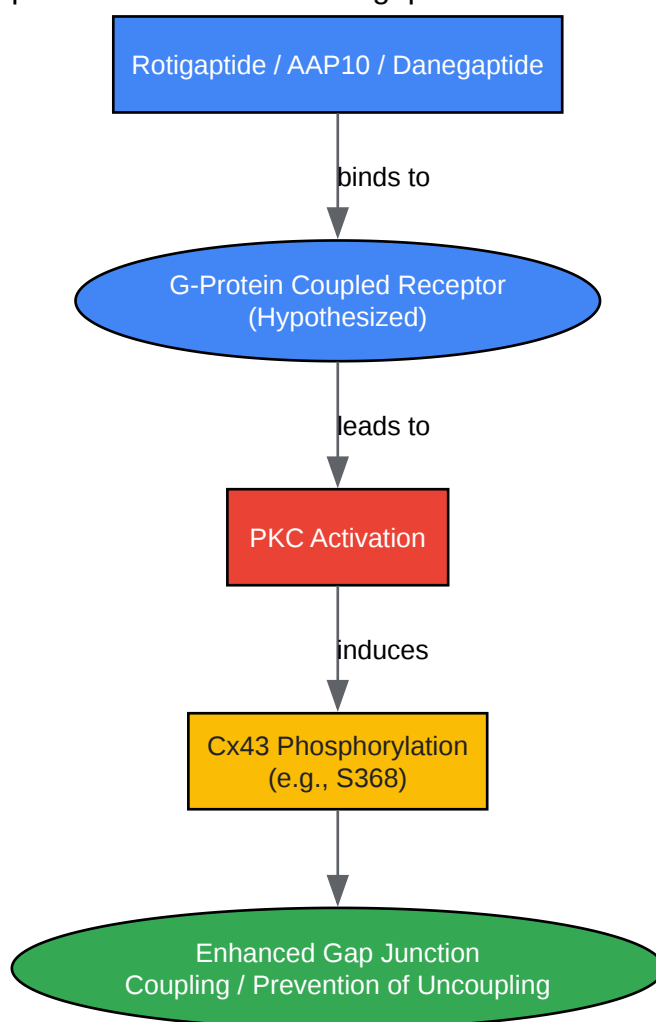 Rotigaptide / AAP10 / Danegaptide
binds to
G-Protein Coupled Receptor
(Hypothesized)
leads to
PKC Activation
induces
Cx43 Phosphorylation
(e.g., S368)
Enhanced Gap Junction
Coupling / Prevention of Uncoupling